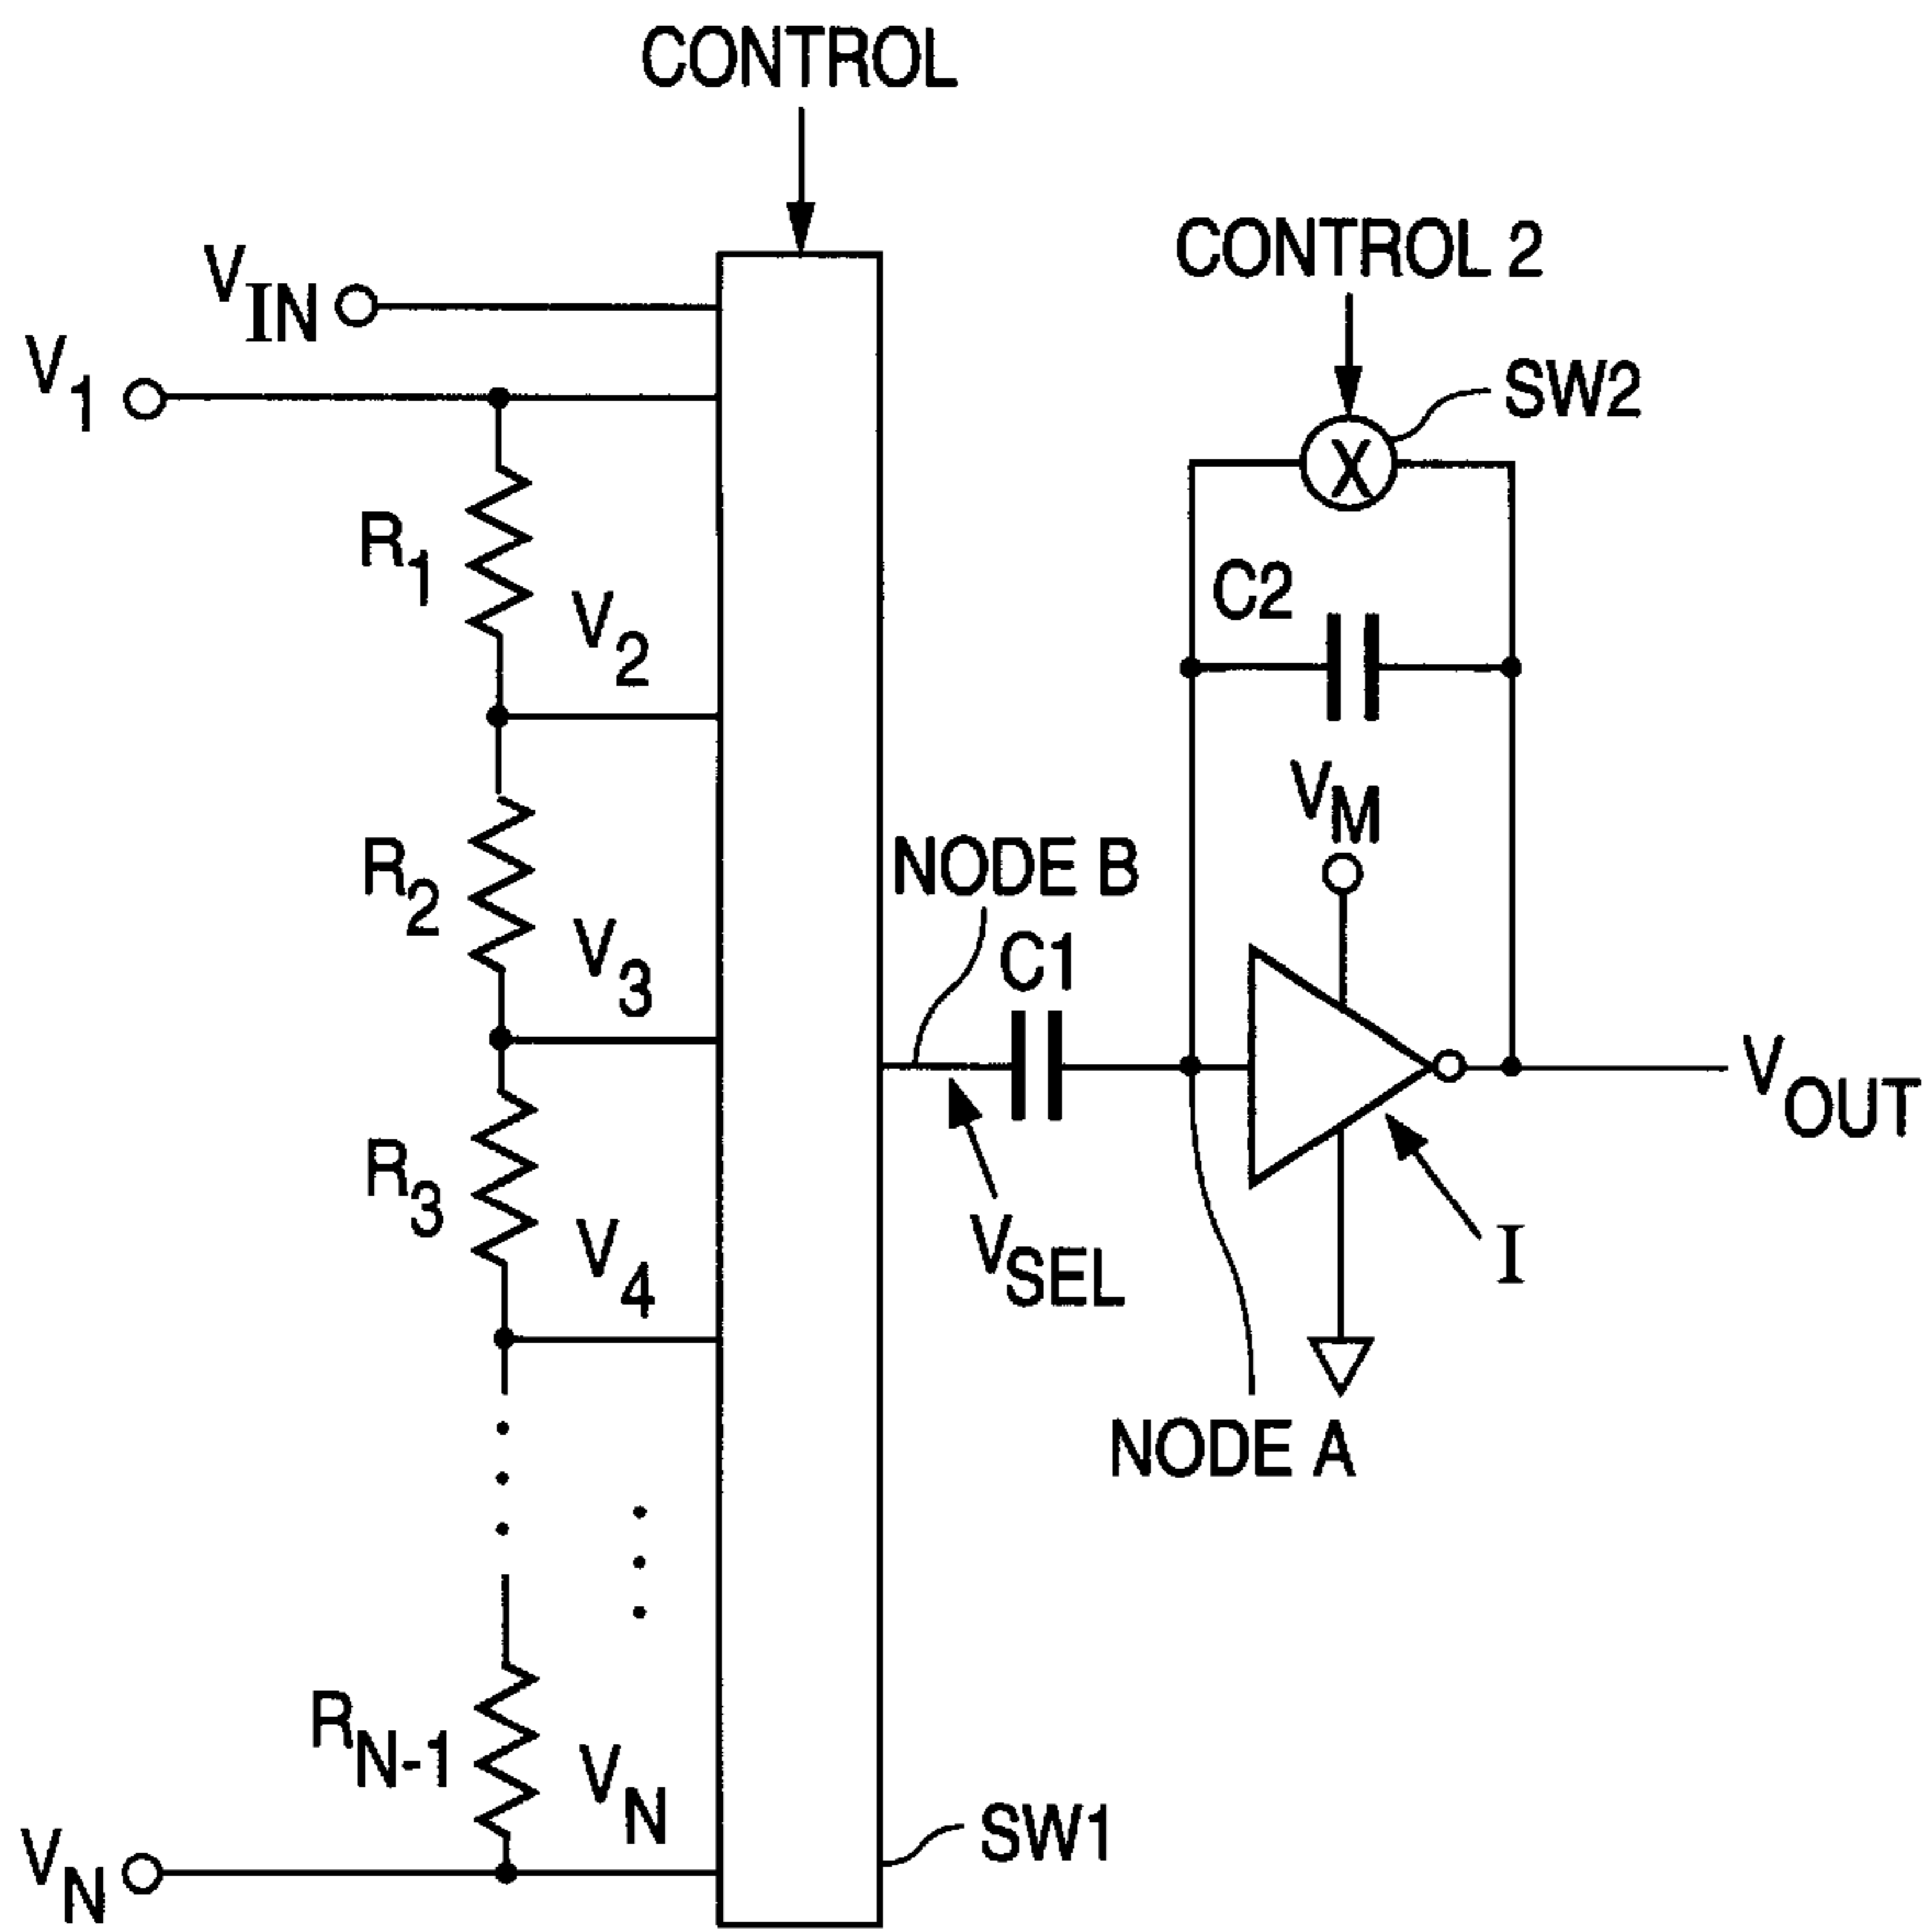 CONTROL
CONTROL 2
VIN
V1
SW2
R1
V2
C2
VM
R2
V3
NODE B
C1
VOUT
R3
V4
VSEL
I
NODE A
RN-1
VN
SW1
VN
X